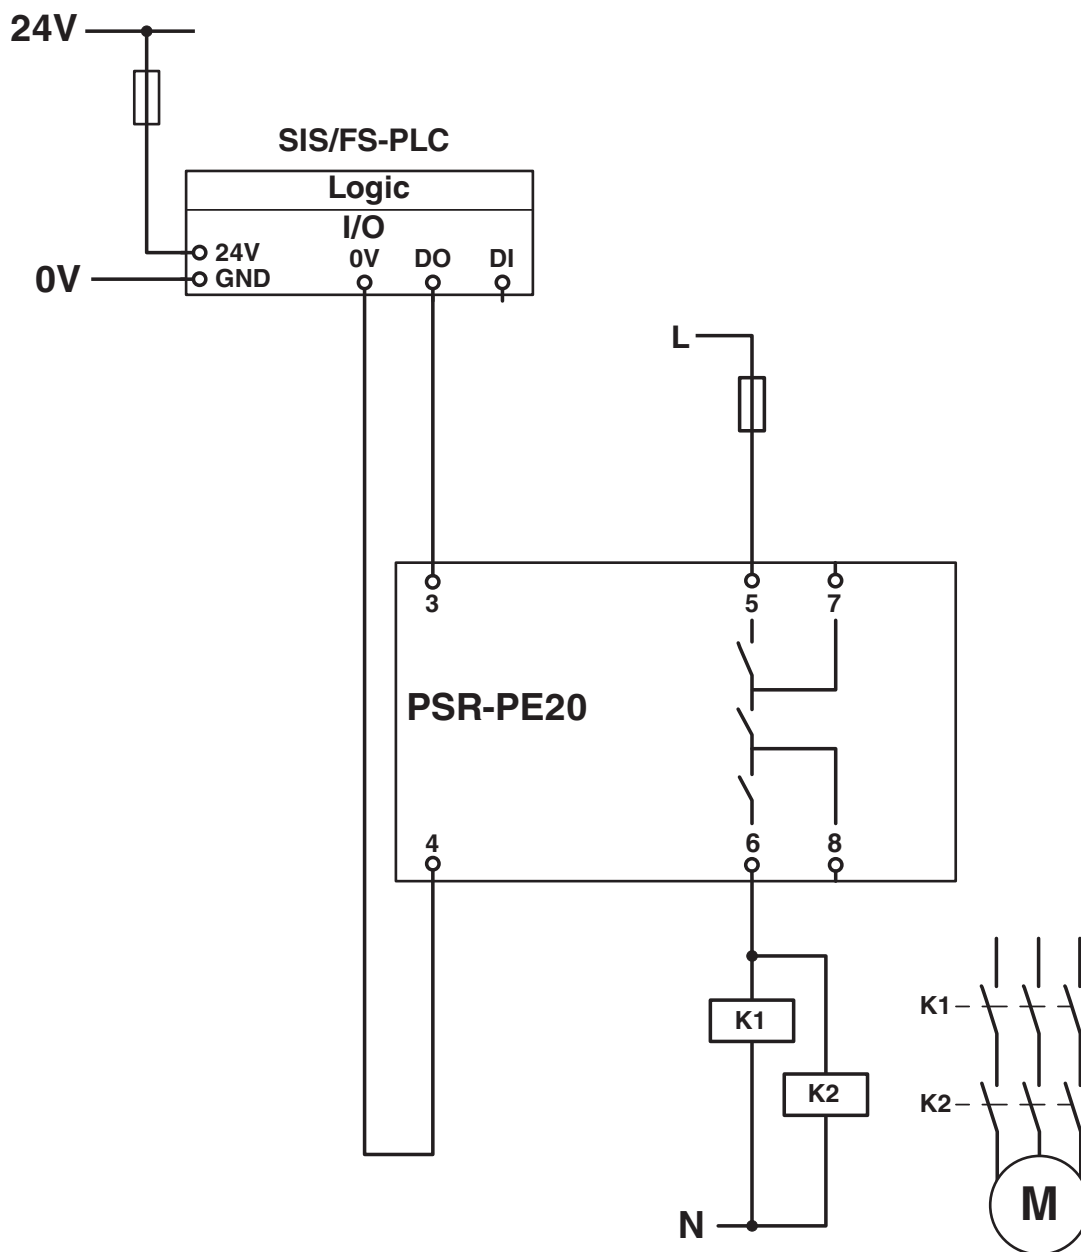 24V
SIS/FS-PLC
Logic
I/O
24V
0V
DO
DI
0V
GND
L
3
5
7
PSR-PE20
4
6
8
K1
K1
K2
K2
M
N